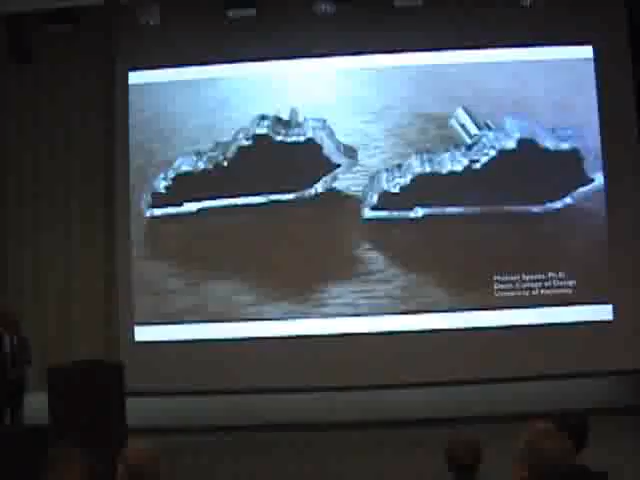 Michael Speaks, Ph.D.
Dean, College of Design
University of Kentucky